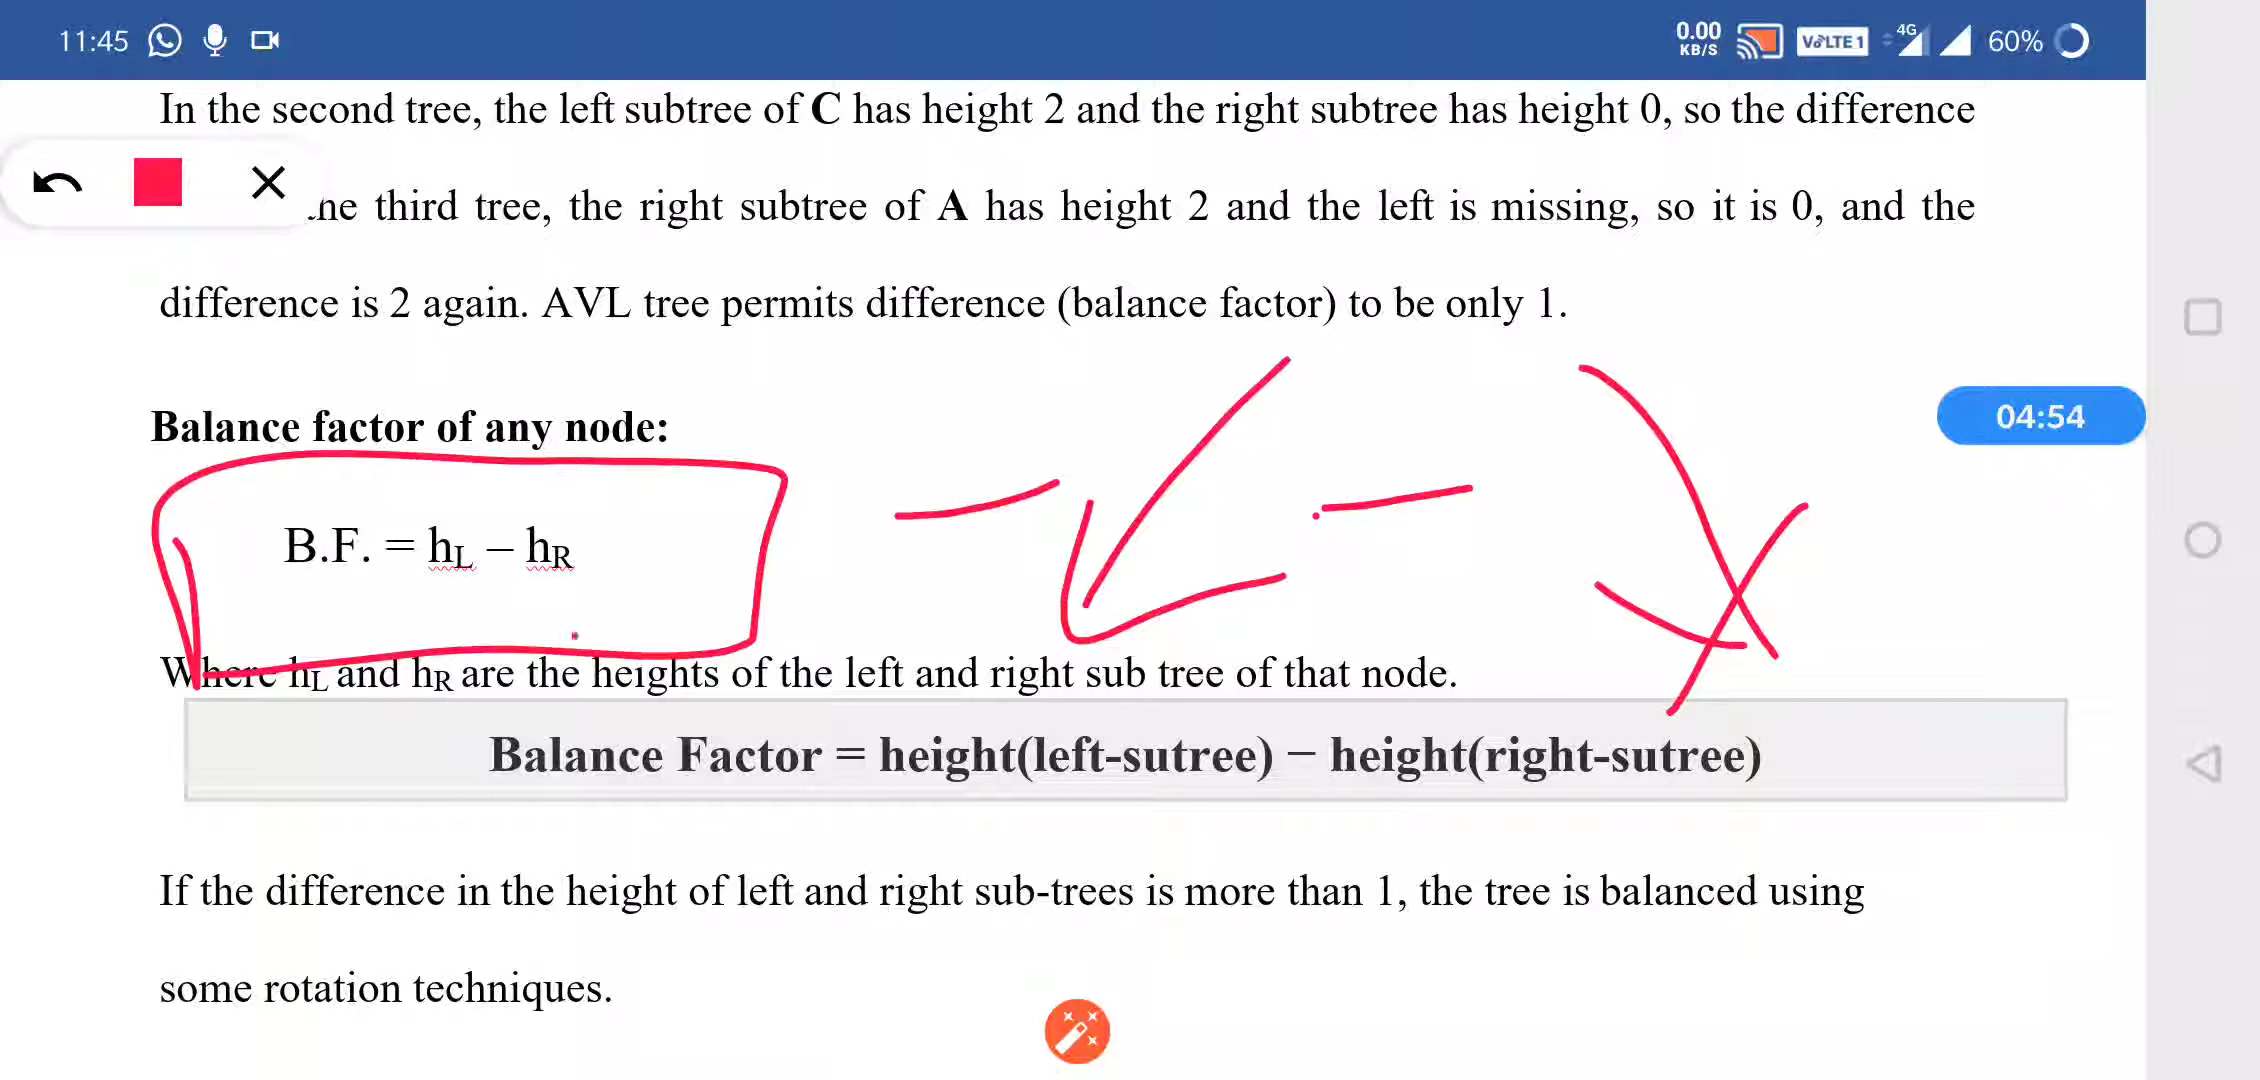 11:45
0.00
KB/S
VoLTE 1
4G
60%
In the second tree, the left subtree of C has height 2 and the right subtree has height 0, so the difference
he third tree, the right subtree of A has height 2 and the left is missing, so it is 0, and the
difference is 2 again. AVL tree permits difference (balance factor) to be only 1.
Balance factor of any node:
04:54
B.F. = hL – hR
Where hL and hR are the heights of the left and right sub tree of that node.
Balance Factor = height(left-sutree) − height(right-sutree)
If the difference in the height of left and right sub-trees is more than 1, the tree is balanced using
some rotation techniques.